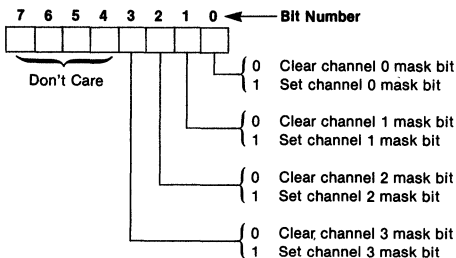 7 6 5 4 3 2 1 0 Bit Number
Don't Care
0 Clear channel 0 mask bit
1 Set channel 0 mask bit
0 Clear channel 1 mask bit
1 Set channel 1 mask bit
0 Clear channel 2 mask bit
1 Set channel 2 mask bit
0 Clear channel 3 mask bit
1 Set channel 3 mask bit